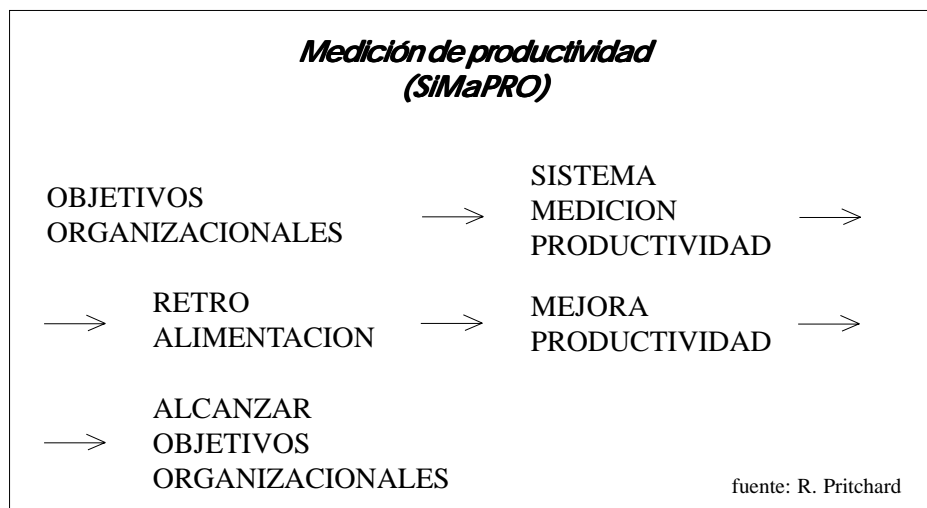 Medición de productividad
(SiMaPRO)
OBJETIVOS
ORGANIZACIONALES
SISTEMA
MEDICION
PRODUCTIVIDAD
RETRO
ALIMENTACION
MEJORA
PRODUCTIVIDAD
ALCANZAR
OBJETIVOS
ORGANIZACIONALES
fuente: R. Pritchard